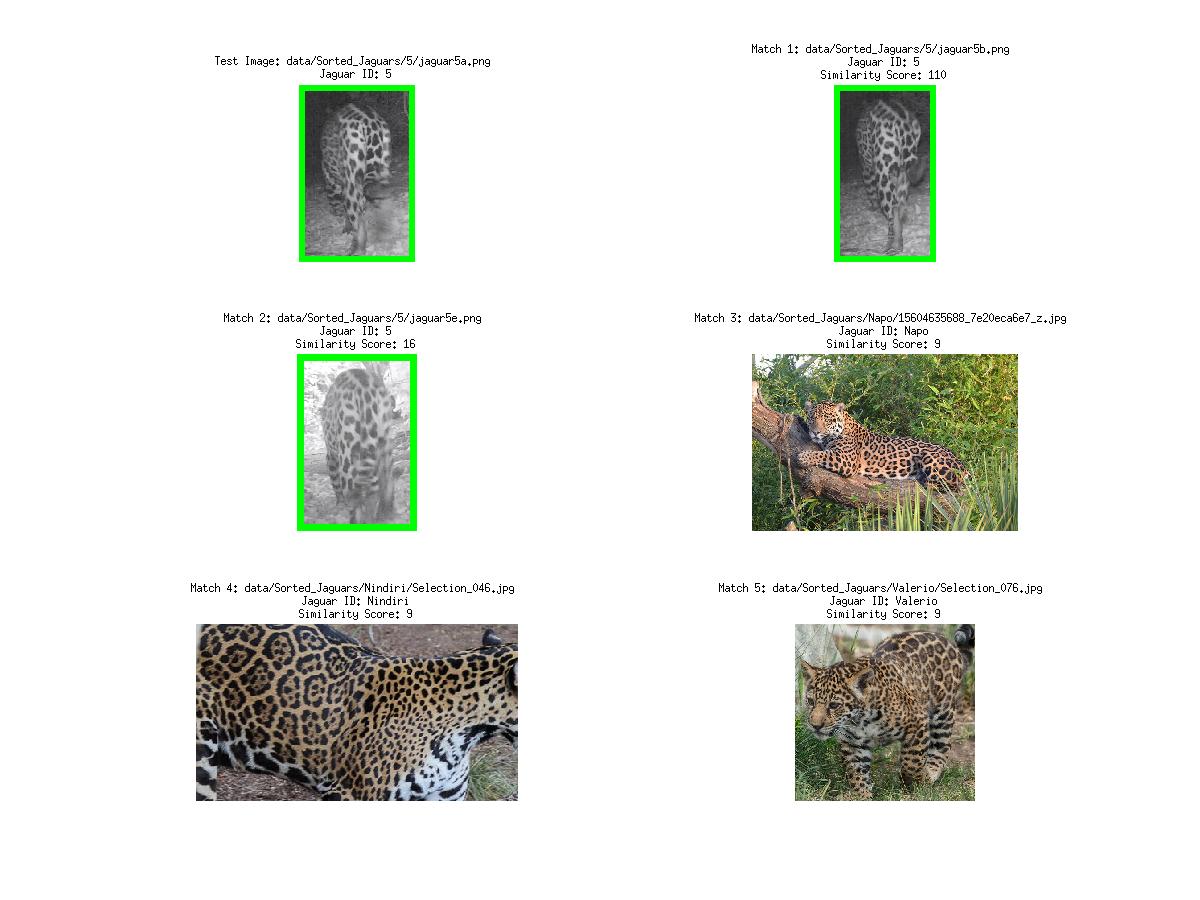 Test Image: data/Sorted_Jaguars/5/jaguar5a.png
Jaguar ID: 5
Match 1: data/Sorted_Jaguars/5/jaguar5b.png
Jaguar ID: 5
Similarity Score: 110
Match 2: data/Sorted_Jaguars/5/jaguar5e.png
Jaguar ID: 5
Similarity Score: 16
Match 3: data/Sorted_Jaguars/Napo/15604635688_7e20eca6e7_z.jpg
Jaguar ID: Napo
Similarity Score: 9
Match 4: data/Sorted_Jaguars/Nindiri/Selection_046.jpg
Jaguar ID: Nindiri
Similarity Score: 9
Match 5: data/Sorted_Jaguars/Valerio/Selection_076.jpg
Jaguar ID: Valerio
Similarity Score: 9